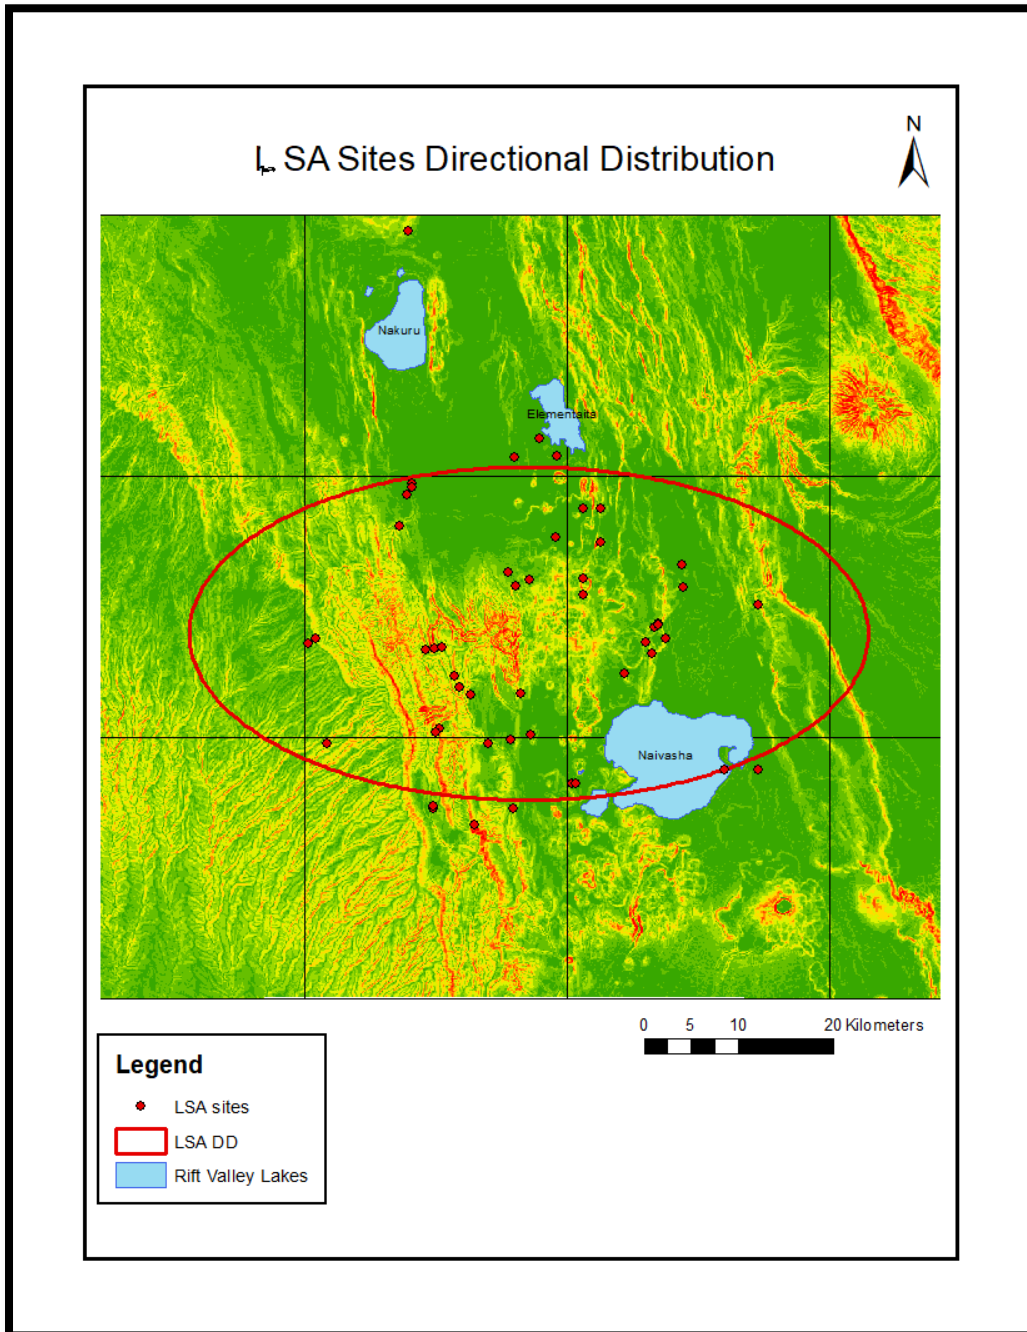 N
LSA Sites Directional Distribution
Nakuru
Elementaita
Naivasha
0 5 10 20 Kilometers
Legend
LSA sites
LSA DD
Rift Valley Lakes